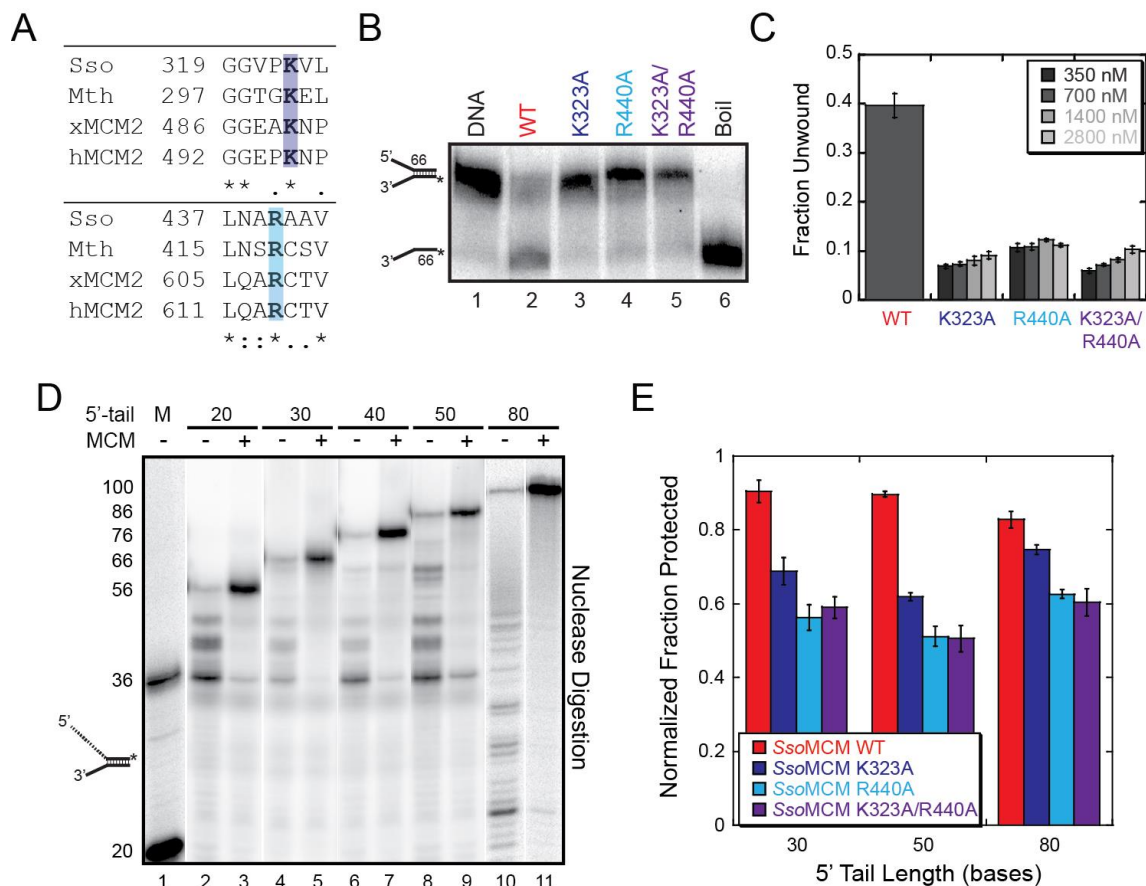 A
Sso 319 GGVPKVL
Mth 297 GGTGKEL
xMCM2 486 GGEAKNP
hMCM2 492 GGEPKNP
** .* .
Sso 437 LNARAAV
Mth 415 LNSRCSV
xMCM2 605 LQARCTV
hMCM2 611 LQARCTV
*::*..*
B
DNA
WT
K323A
R440A
K323A/
R440A
Boil
5' 66
3' *
66 *
3'
1 2 3 4 5 6
C
Fraction Unwound
0.5
0.4
0.3
0.2
0.1
0
350 nM
700 nM
1400 nM
2800 nM
WT K323A R440A K323A/
R440A
D
5'-tail M 20 30 40 50 80
MCM - + - + - + - + - +
100
86
76
66
56
36
20
5'
3' *
Nuclease Digestion
1 2 3 4 5 6 7 8 9 10 11
E
Normalized Fraction Protected
1
0.8
0.6
0.4
0.2
0
SsoMCM WT
SsoMCM K323A
SsoMCM R440A
SsoMCM K323A/R440A
30 50 80
5' Tail Length (bases)